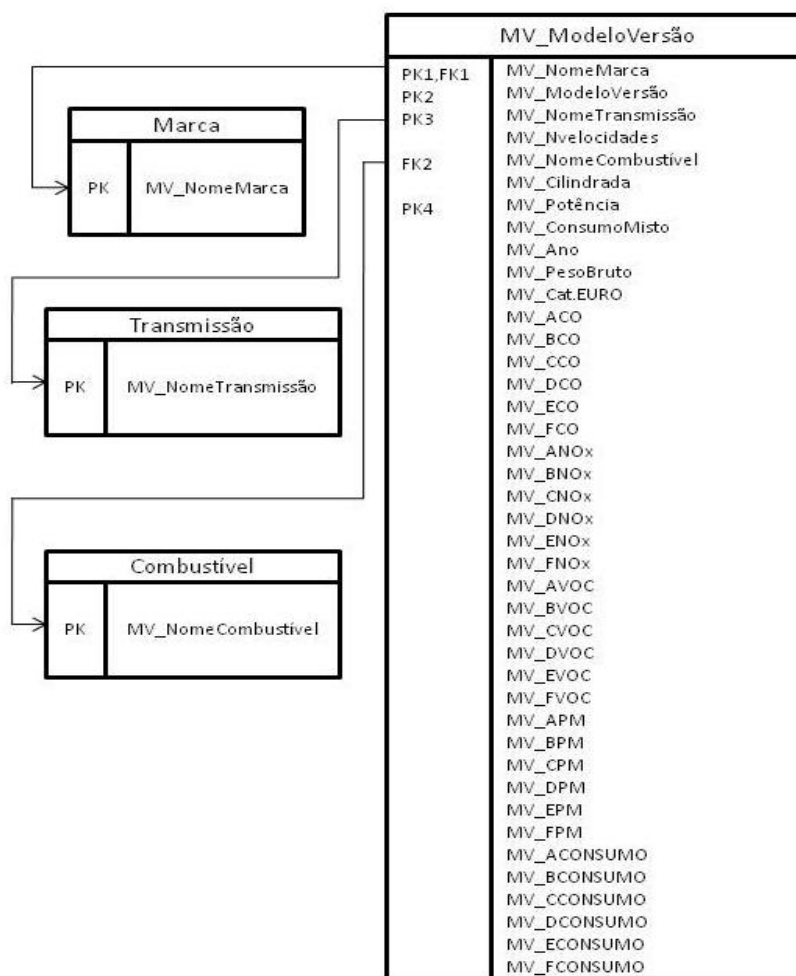 MV_ModeloVersão
PK1,FK1 MV_NomeMarca
PK2 MV_ModeloVersão
PK3 MV_NomeTransmissão
MV_Nvelocidades
FK2 MV_NomeCombustível
MV_Cilindrada
PK4 MV_Potência
MV_ConsumoMisto
MV_Ano
MV_PesoBruto
MV_Cat.EURO
MV_ACO
MV_BCO
MV_CCO
MV_DCO
MV_ECO
MV_FCO
MV_ANOx
MV_BNOx
MV_CNOx
MV_DNOx
MV_ENOx
MV_FNOx
MV_AVOC
MV_BVOC
MV_CVOC
MV_DVOC
MV_EVOC
MV_FVOC
MV_APM
MV_BPM
MV_CPM
MV_DPM
MV_EPM
MV_FPM
MV_ACONSUMO
MV_BCONSUMO
MV_CCONSUMO
MV_DCONSUMO
MV_ECONSUMO
MV_FCONSUMO
Marca
PK MV_NomeMarca
Transmissão
PK MV_NomeTransmissão
Combustível
PK MV_NomeCombustível